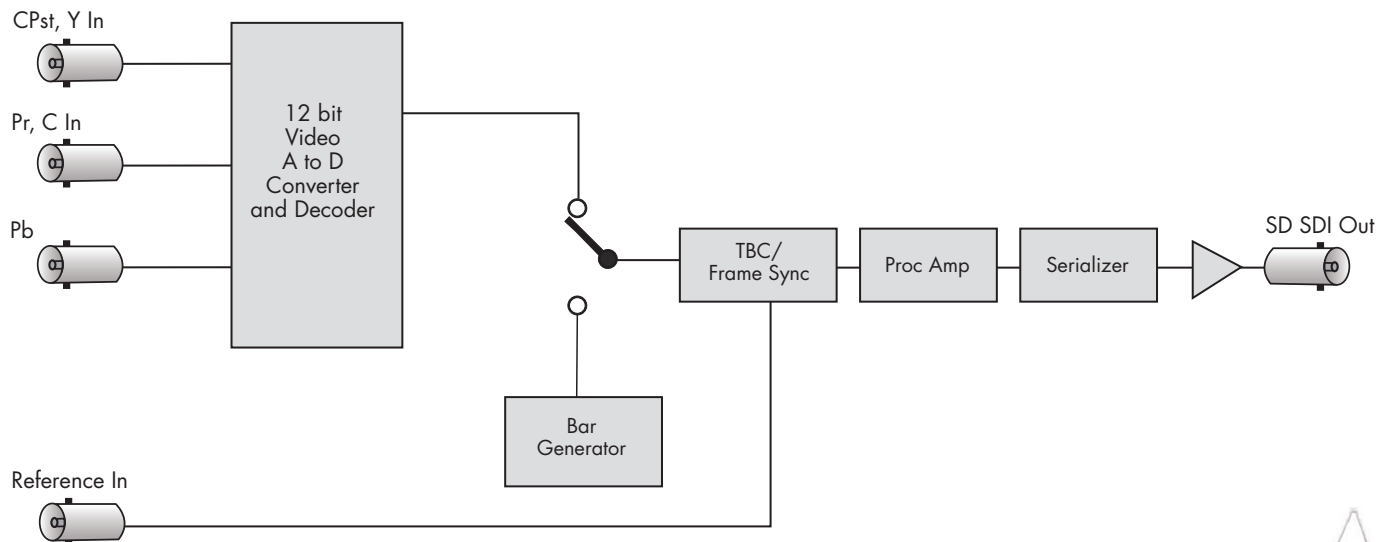 CPst, Y In
Pr, C In
Pb
12 bit
Video
A to D
Converter
and Decoder
TBC/
Frame Sync
Proc Amp
Serializer
SD SDI Out
Bar
Generator
Reference In